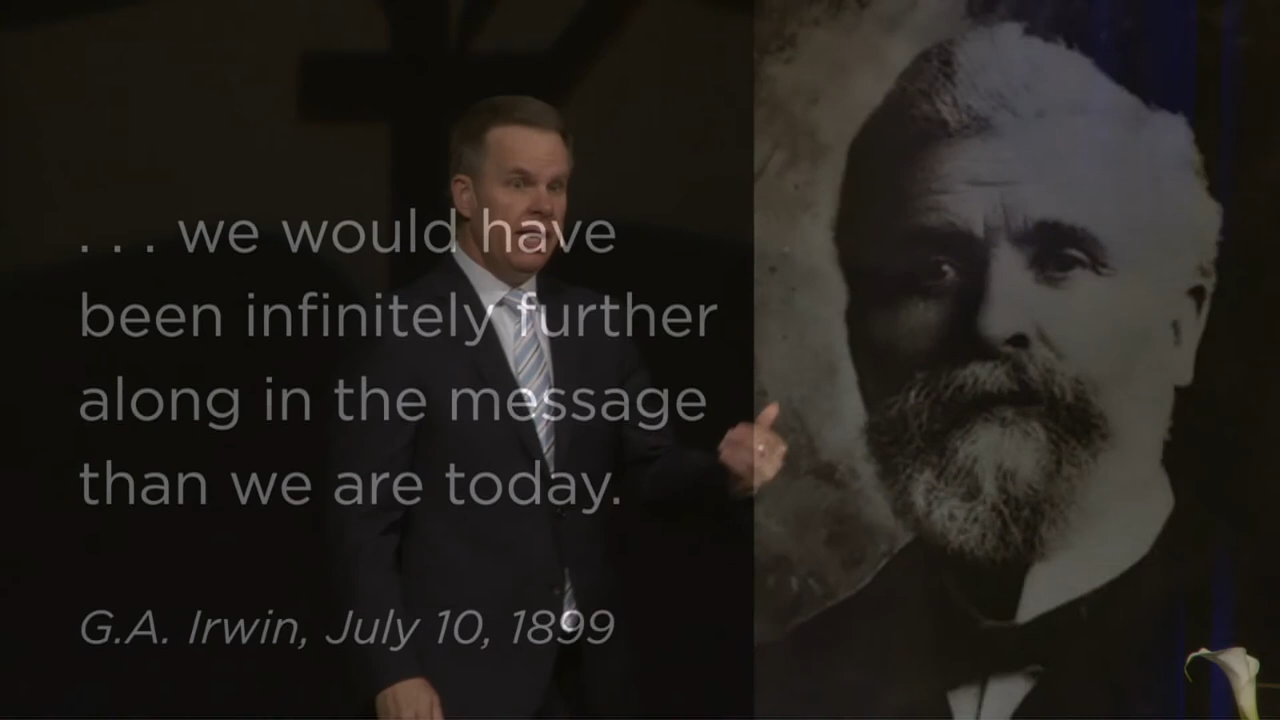 . . . we would have
been infinitely further
along in the message
than we are today.
G.A. Irwin, July 10, 1899